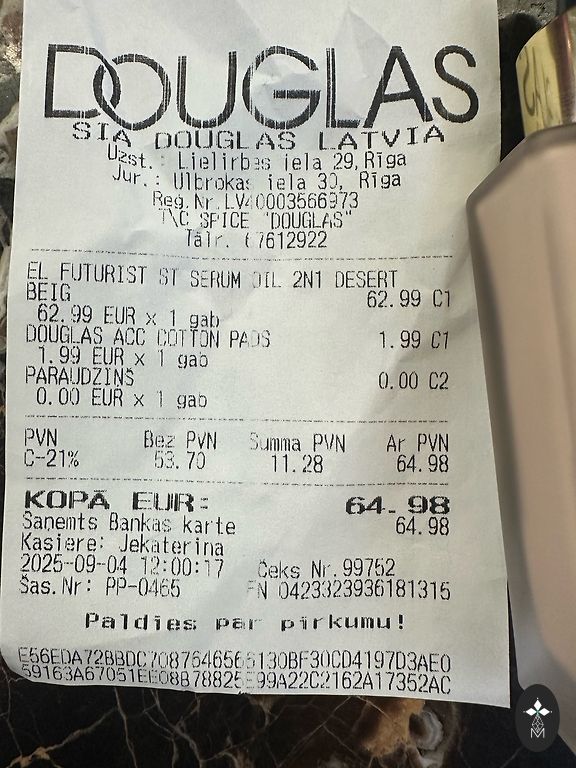 DOUGLAS
SIA DOUGLAS LATVIA
Uzst.: Lielirbes iela 29,Rīga
Jur.: Ulbrokas iela 30, Rīga
Reģ.Nr.LV40003566973
T\C SPICE "DOUGLAS"
Tālr. 67612922
EL FUTURIST ST SERUM OIL 2N1 DESERT
BEIG 62.99 C1
62.99 EUR x 1 gab
DOUGLAS ACC COTTON PADS 1.99 C1
1.99 EUR x 1 gab
PARAUDZIŅŠ 0.00 C2
0.00 EUR x 1 gab
PVN Bez PVN Summa PVN Ar PVN
C-21% 53.70 11.28 64.98
KOPĀ EUR: 64.98
Saņemts Bankas karte 64.98
Kasiere: Jekaterina
2025-09-04 12:00:17 Čeks Nr.99752
Sas.Nr: PP-0465 FN 0423323936181315
Paldies par pirkumu!
E56EDA72BBDC70875465656130BF30CD4197D3AE0
59163A67051EE08B78825E99A22C2162A17352AC